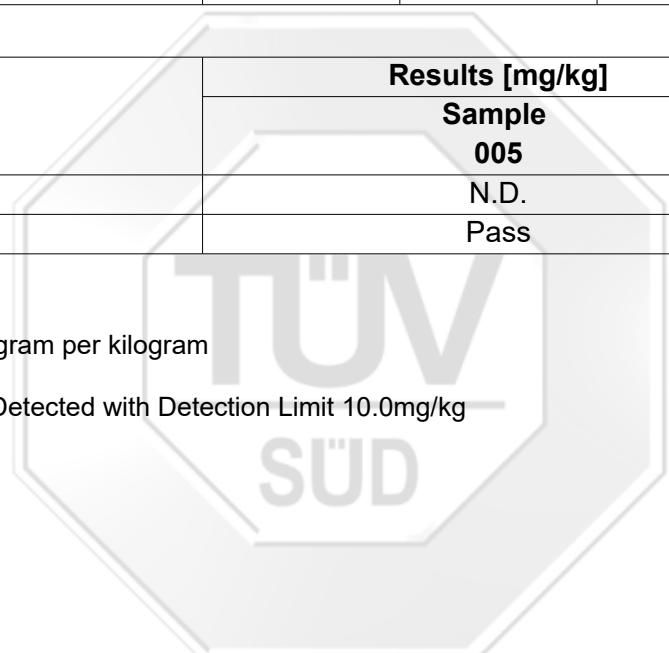 Results [mg/kg]
Sample
005
N.D.
Pass
gram per kilogram
Detected with Detection Limit 10.0mg/kg
TÜV
SÜD